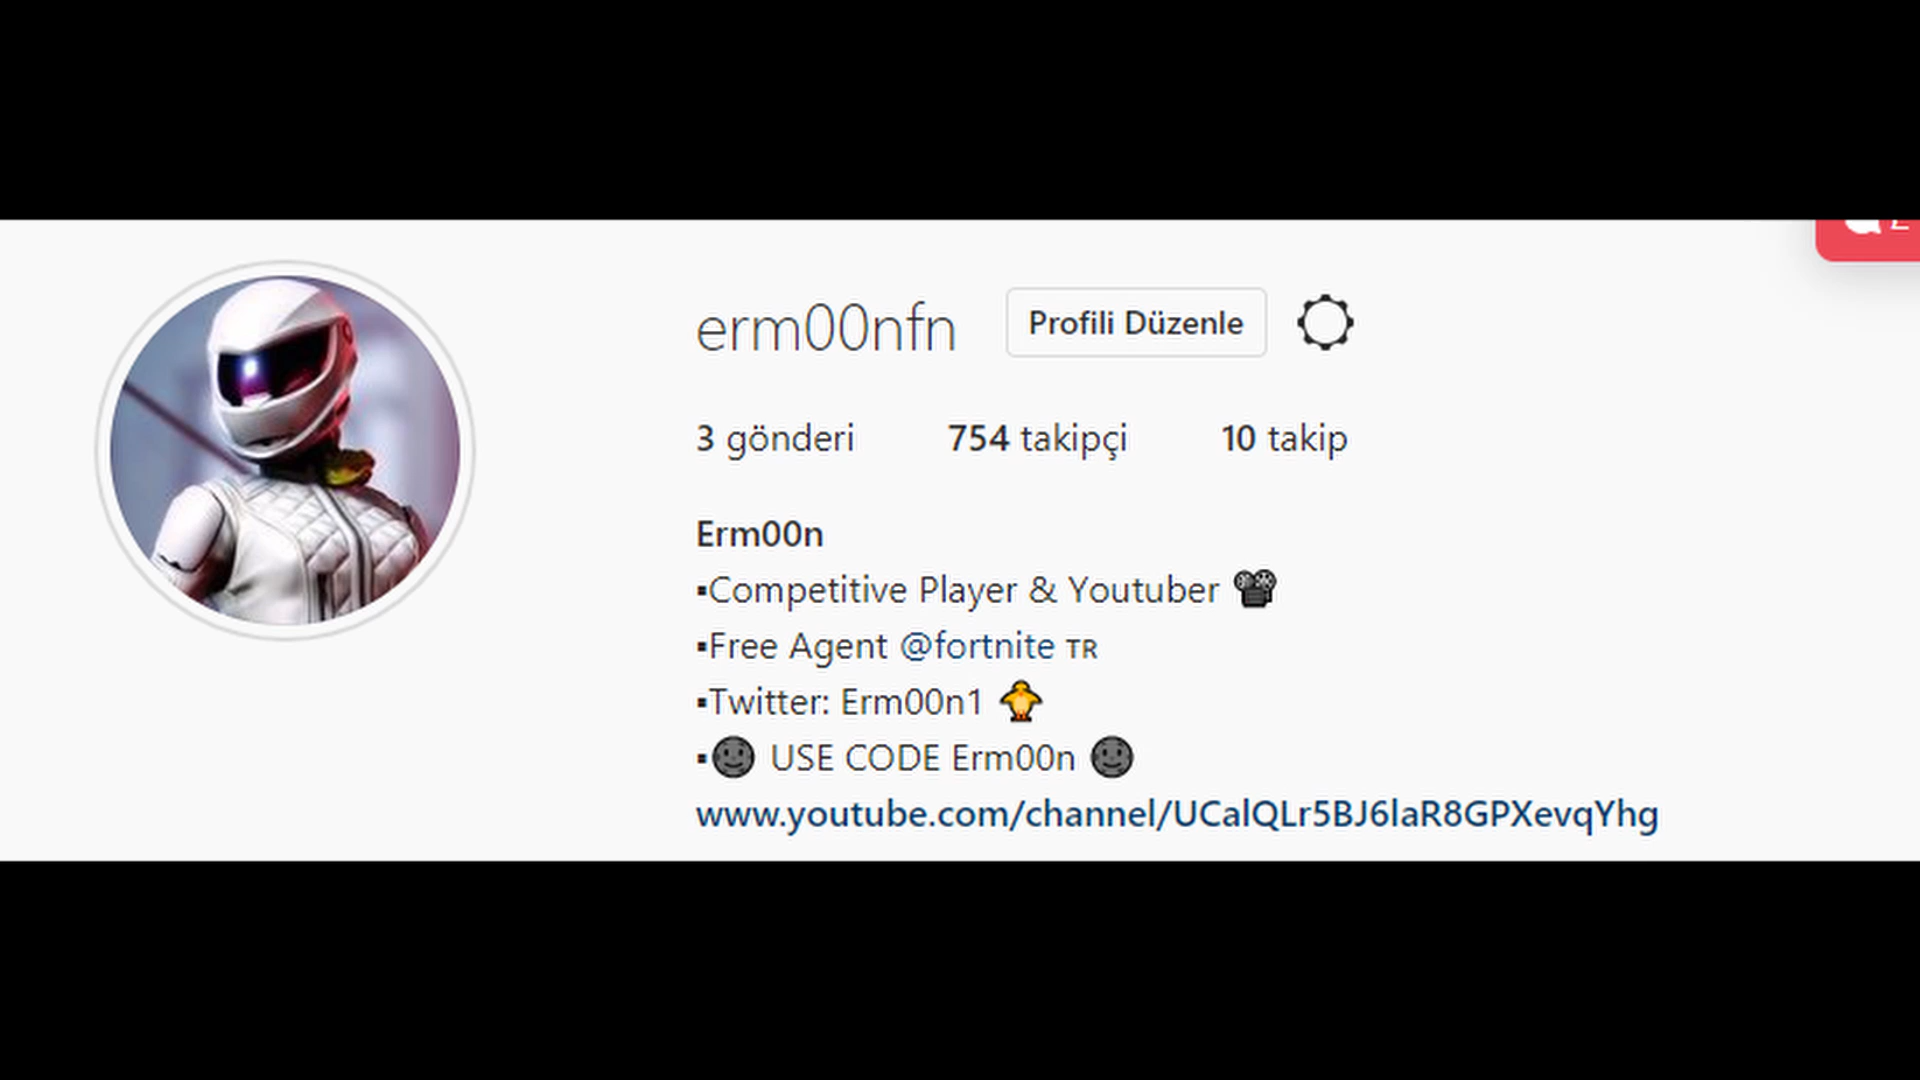 erm00nfn Profili Düzenle
3 gönderi 754 takipçi 10 takip
Erm00n
▪Competitive Player & Youtuber 📽
▪Free Agent @fortnite ᴛʀ
▪Twitter: Erm00n1 🐥
▪🌚 USE CODE Erm00n 🌚
www.youtube.com/channel/UCalQLr5BJ6laR8GPXevqYhg